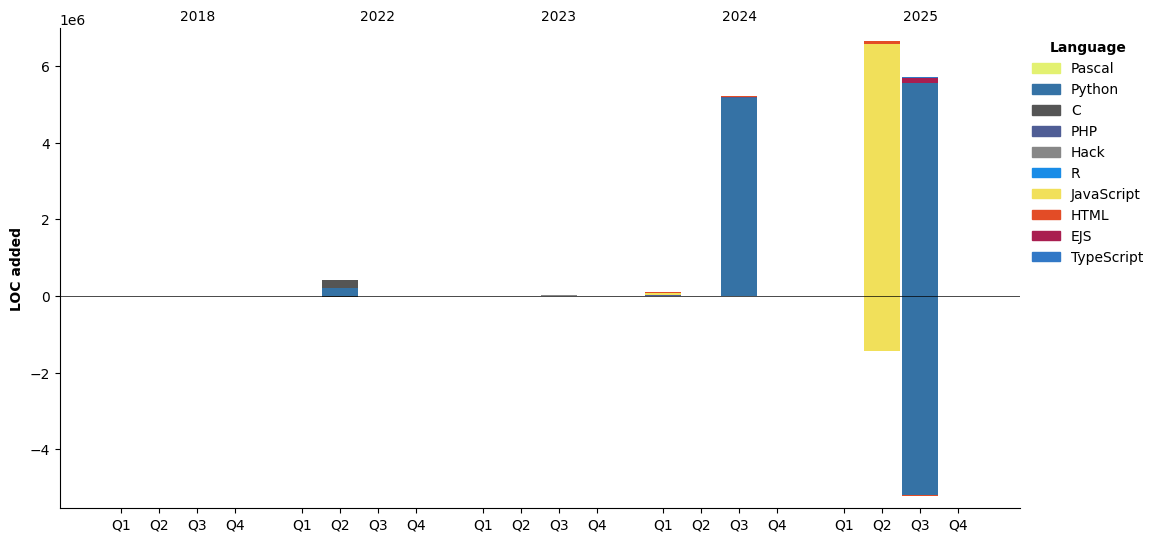 1e6
2018 2022 2023 2024 2025
6
4
2
0
−2
−4
LOC added
Q1 Q2 Q3 Q4 Q1 Q2 Q3 Q4 Q1 Q2 Q3 Q4 Q1 Q2 Q3 Q4 Q1 Q2 Q3 Q4
Language
Pascal
Python
C
PHP
Hack
R
JavaScript
HTML
EJS
TypeScript